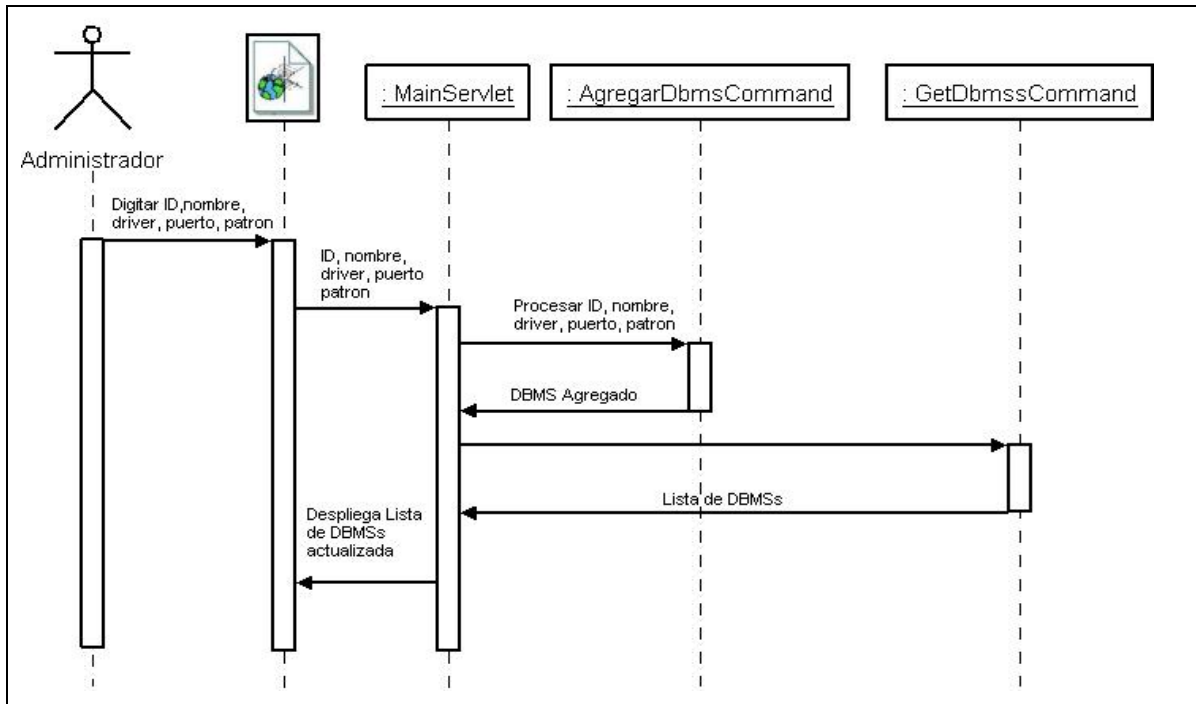 : MainServlet
: AgregarDbmsCommand
: GetDbmssCommand
Administrador
Digitar ID,nombre,
driver, puerto, patron
ID, nombre,
driver, puerto
patron
Procesar ID, nombre,
driver, puerto, patron
DBMS Agregado
Lista de DBMSs
Despliega Lista
de DBMSs
actualizada